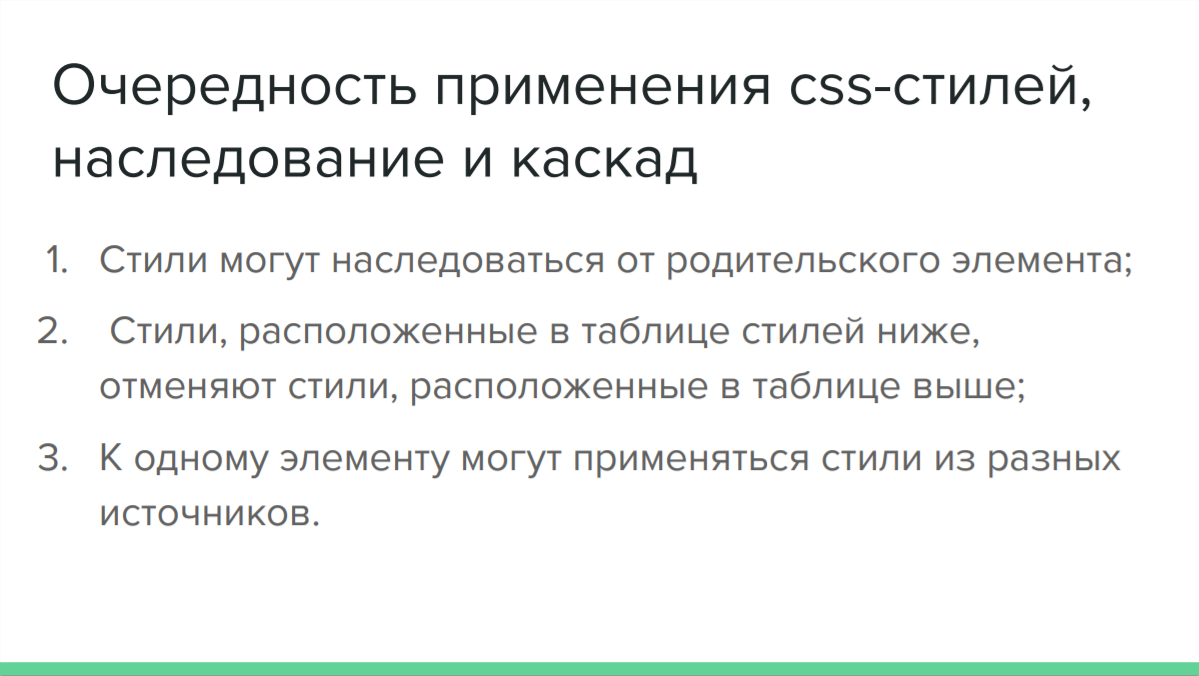 Очередность применения css-стилей,
наследование и каскад
1. Стили могут наследоваться от родительского элемента;
2. Стили, расположенные в таблице стилей ниже,
отменяют стили, расположенные в таблице выше;
3. К одному элементу могут применяться стили из разных
источников.